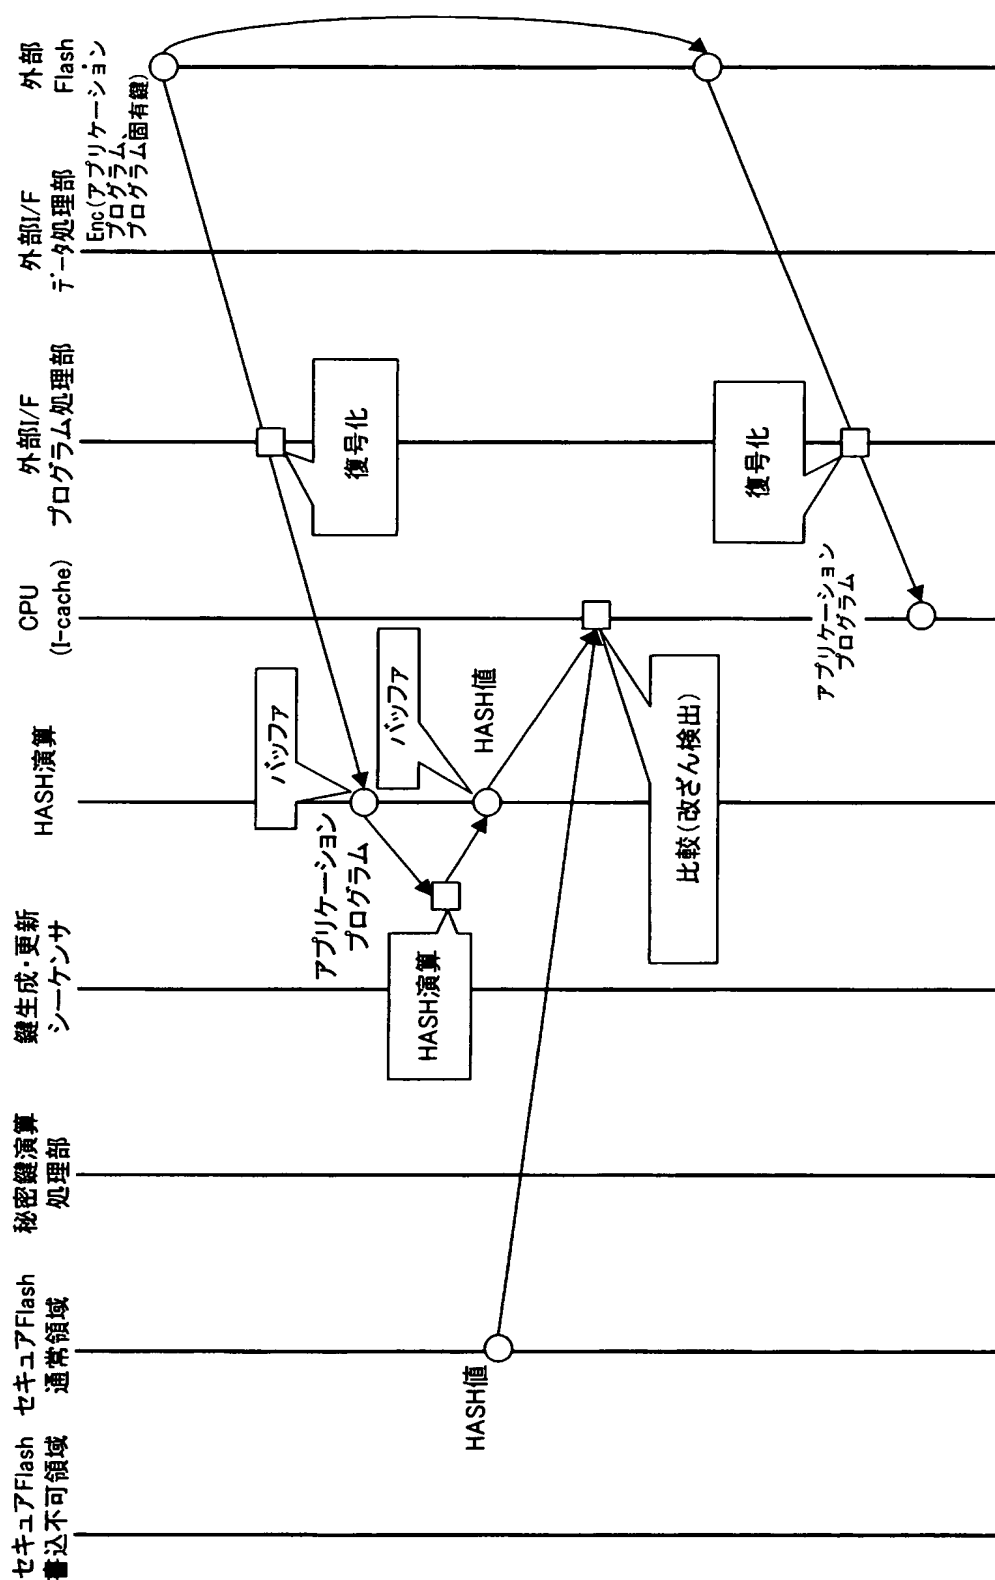 セキュアFlash
書込不可領域
セキュアFlash
通常領域
秘密鍵演算
処理部
鍵生成・更新
シーケンサ
HASH演算
CPU
(I-cache)
外部I/F
プログラム処理部
外部I/F
データ処理部
外部
Flash
Enc(アプリケーション
プログラム、
プログラム固有鍵)
復号化
バッファ
アプリケーション
プログラム
HASH演算
バッファ
HASH値
HASH値
比較(改ざん検出)
復号化
アプリケーション
プログラム